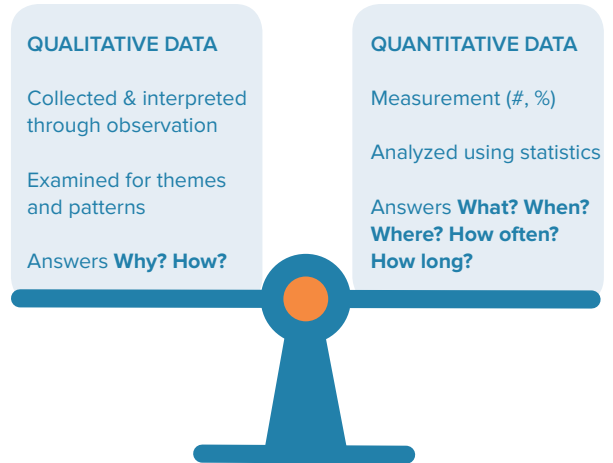 QUALITATIVE DATA
Collected & interpreted
through observation
Examined for themes
and patterns
Answers Why? How?
QUANTITATIVE DATA
Measurement (#, %)
Analyzed using statistics
Answers What? When?
Where? How often?
How long?